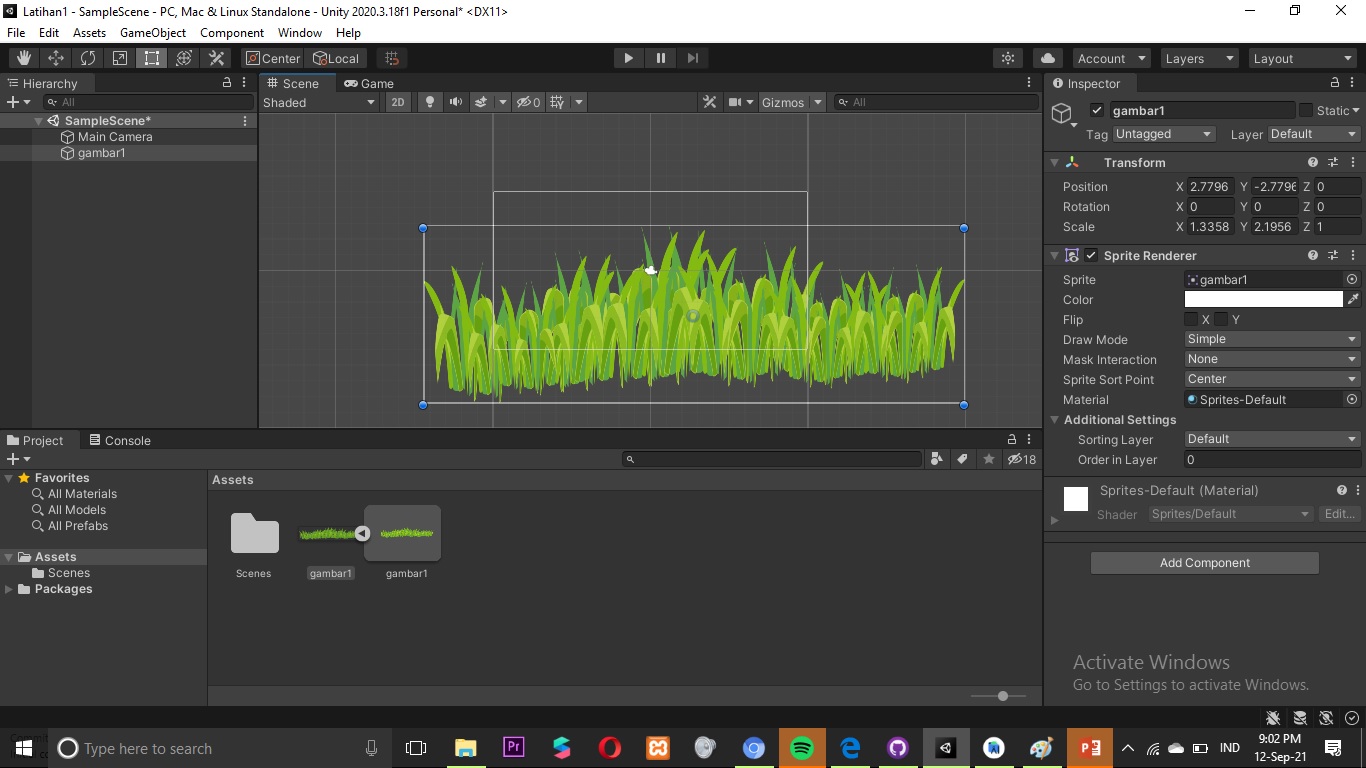 Latihan1 - SampleScene - PC, Mac & Linux Standalone - Unity 2020.3.18f1 Personal* <DX11>
File Edit Assets GameObject Component Window Help
Center Local Account Layers Layout
Hierarchy
All
SampleScene*
Main Camera
gambar1
Scene Game
Shaded 2D 0 Gizmos All
Inspector
gambar1 Static
Tag Untagged Layer Default
Transform
Position X 2.7796 Y -2.7796 Z 0
Rotation X 0 Y 0 Z 0
Scale X 1.3358 Y 2.1956 Z 1
Sprite Renderer
Sprite gambar1
Color
Flip X Y
Draw Mode Simple
Mask Interaction None
Sprite Sort Point Center
Material Sprites-Default
Additional Settings
Sorting Layer Default
Order in Layer 0
Sprites-Default (Material)
Shader Sprites/Default Edit...
Add Component
Project Console
18
Favorites
All Materials
All Models
All Prefabs
Assets
Scenes
Packages
Assets
Scenes gambar1 gambar1
Activate Windows
Go to Settings to activate Windows.
Type here to search
Pr
IND
9:02 PM
12-Sep-21